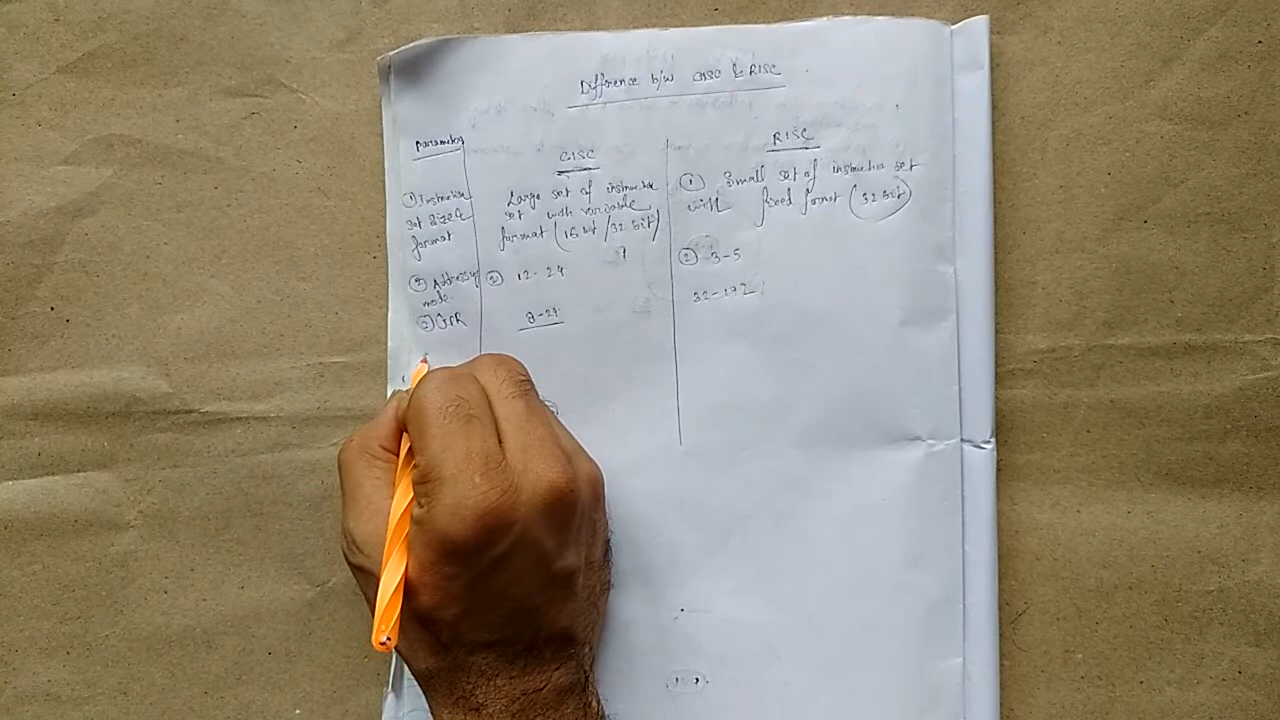 Difference b/w CISC & RISC
Parameter
CISC
RISC
① Instruction
set size &
format
Large set of instruction
set with variable
format (16 bit / 32 bit)
① Small set of instruction set
with fixed format (32 bit)
② Addressing
mode.
② 12-24
② 3-5
③ GPR
8-24
32-192